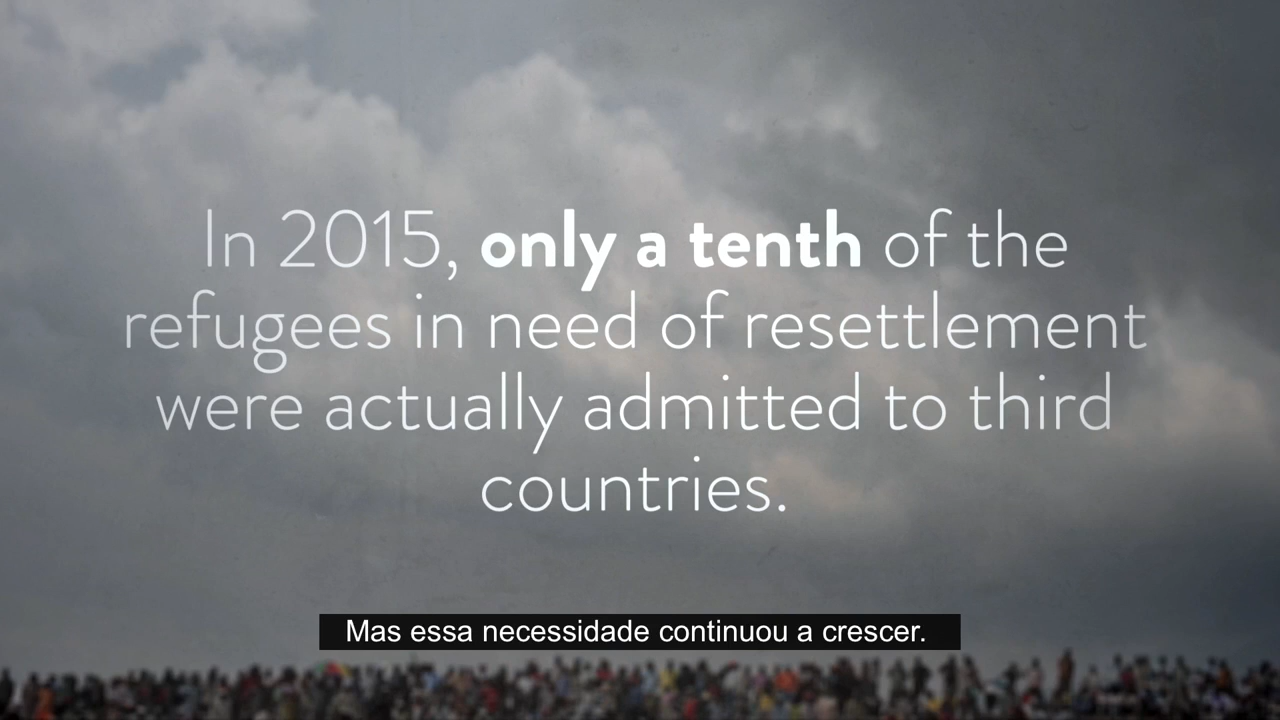 In 2015, only a tenth of the
refugees in need of resettlement
were actually admitted to third
countries.
Mas essa necessidade continuou a crescer.